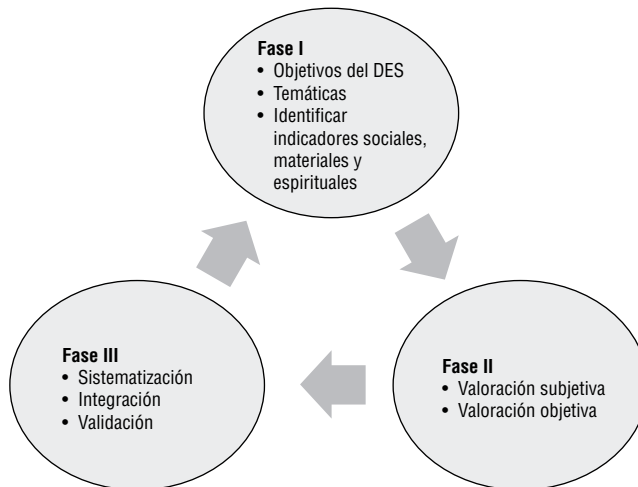 Fase I
• Objetivos del DES
• Temáticas
• Identificar
indicadores sociales,
materiales y
espirituales
Fase II
• Valoración subjetiva
• Valoración objetiva
Fase III
• Sistematización
• Integración
• Validación